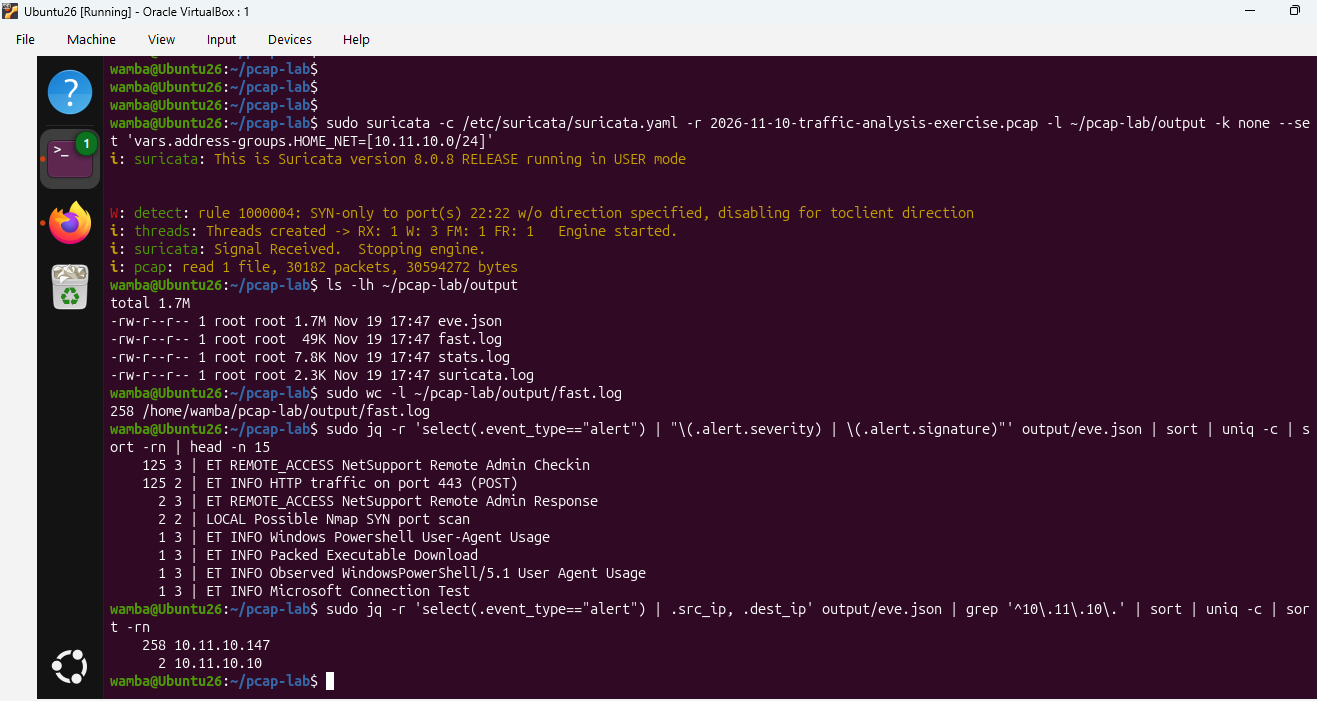 Ubuntu26 [Running] - Oracle VirtualBox : 1
File Machine View Input Devices Help
wamba@Ubuntu26:~/pcap-lab$
wamba@Ubuntu26:~/pcap-lab$
wamba@Ubuntu26:~/pcap-lab$
wamba@Ubuntu26:~/pcap-lab$ sudo suricata -c /etc/suricata/suricata.yaml -r 2026-11-10-traffic-analysis-exercise.pcap -l ~/pcap-lab/output -k none --se
t 'vars.address-groups.HOME_NET=[10.11.10.0/24]'
i: suricata: This is Suricata version 8.0.8 RELEASE running in USER mode
W: detect: rule 1000004: SYN-only to port(s) 22:22 w/o direction specified, disabling for toclient direction
i: threads: Threads created -> RX: 1 W: 3 FM: 1 FR: 1   Engine started.
i: suricata: Signal Received.  Stopping engine.
i: pcap: read 1 file, 30182 packets, 30594272 bytes
wamba@Ubuntu26:~/pcap-lab$ ls -lh ~/pcap-lab/output
total 1.7M
-rw-r--r-- 1 root root 1.7M Nov 19 17:47 eve.json
-rw-r--r-- 1 root root  49K Nov 19 17:47 fast.log
-rw-r--r-- 1 root root 7.8K Nov 19 17:47 stats.log
-rw-r--r-- 1 root root 2.3K Nov 19 17:47 suricata.log
wamba@Ubuntu26:~/pcap-lab$ sudo wc -l ~/pcap-lab/output/fast.log
258 /home/wamba/pcap-lab/output/fast.log
wamba@Ubuntu26:~/pcap-lab$ sudo jq -r 'select(.event_type=="alert") | "\(.alert.severity) | \(.alert.signature)"' output/eve.json | sort | uniq -c | s
ort -rn | head -n 15
125 3 | ET REMOTE_ACCESS NetSupport Remote Admin Checkin
125 2 | ET INFO HTTP traffic on port 443 (POST)
2 3 | ET REMOTE_ACCESS NetSupport Remote Admin Response
2 2 | LOCAL Possible Nmap SYN port scan
1 3 | ET INFO Windows Powershell User-Agent Usage
1 3 | ET INFO Packed Executable Download
1 3 | ET INFO Observed WindowsPowerShell/5.1 User Agent Usage
1 3 | ET INFO Microsoft Connection Test
wamba@Ubuntu26:~/pcap-lab$ sudo jq -r 'select(.event_type=="alert") | .src_ip, .dest_ip' output/eve.json | grep '^10\.11\.10\.' | sort | uniq -c | sor
t -rn
258 10.11.10.147
2 10.11.10.10
wamba@Ubuntu26:~/pcap-lab$
?
>_
1